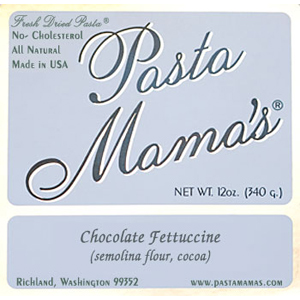 Fresh Dried Pasta®
No- Cholesterol
All Natural
Made in USA
Pasta
Mama's®
NET WT. 12oz. (340 g.)
Chocolate Fettuccine
(semolina flour, cocoa)
Richland, Washington 99352
www.pastamamas.com